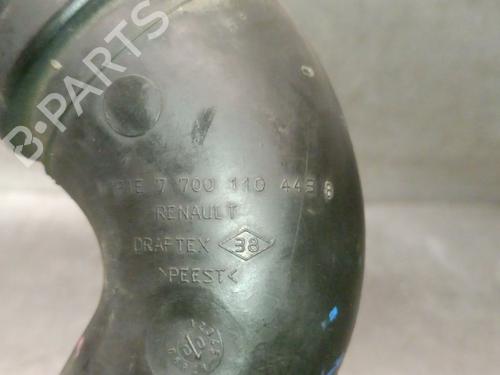 B-PARTS
7 700 110 443 B
RENAULT
DRAFTEX 38
>PEEST<